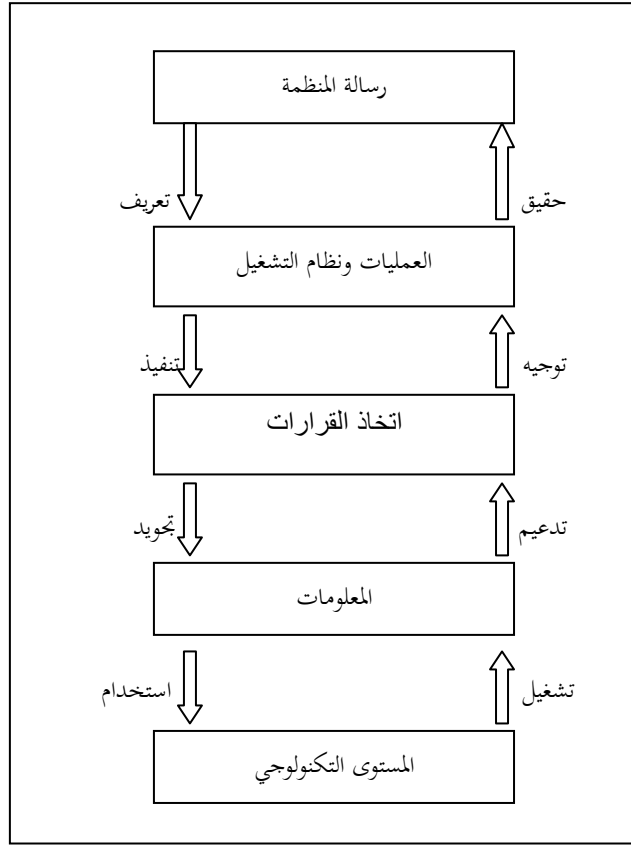 رسالة المنظمة
حقيق
تعريف
العمليات ونظام التشغيل
توجيه
تنفيذ
اتخاذ القرارات
تدعيم
تجويد
المعلومات
تشغيل
استخدام
المستوى التكنولوجي